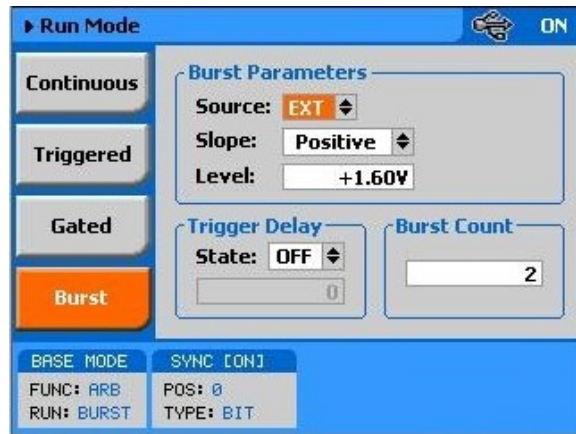 Run Mode
ON
Continuous
Triggered
Gated
Burst
Burst Parameters
Source: EXT
Slope: Positive
Level: +1.60V
Trigger Delay
State: OFF
0
Burst Count
2
BASE MODE
FUNC: ARB
RUN: BURST
SYNC [ON]
POS: 0
TYPE: BIT